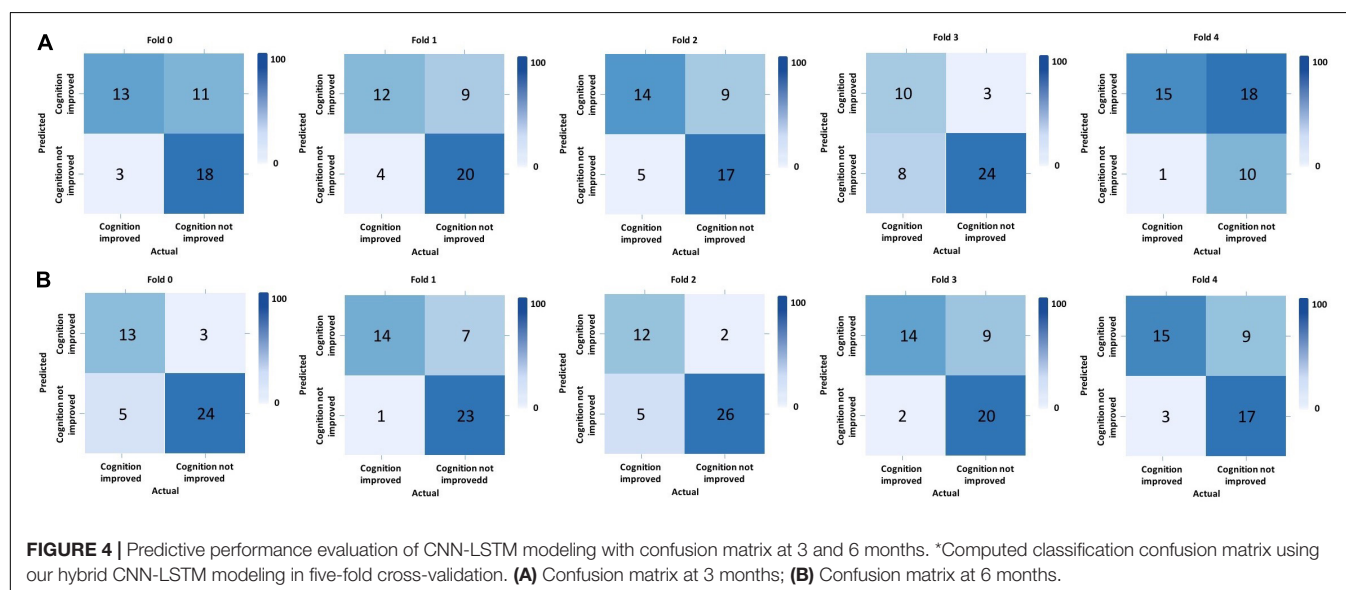 A
Fold 0
Predicted
Cognition improved
Cognition not improved
13
11
3
18
100
0
Cognition improved
Cognition not improved
Actual
Fold 1
Predicted
Cognition improved
Cognition not improved
12
9
4
20
100
0
Cognition improved
Cognition not improved
Actual
Fold 2
Predicted
Cognition improved
Cognition not improved
14
9
5
17
100
0
Cognition improved
Cognition not improved
Actual
Fold 3
Predicted
Cognition improved
Cognition not improved
10
3
8
24
100
0
Cognition improved
Cognition not improved
Actual
Fold 4
Predicted
Cognition improved
Cognition not improved
15
18
1
10
100
0
Cognition improved
Cognition not improved
Actual
B
Fold 0
Predicted
Cognition improved
Cognition not improved
13
3
5
24
100
0
Cognition improved
Cognition not improved
Actual
Fold 1
Predicted
Cognition improved
Cognition not improved
14
7
1
23
100
0
Cognition improved
Cognition not improvedd
Actual
Fold 2
Predicted
Cognition improved
Cognition not improved
12
2
5
26
100
0
Cognition improved
Cognition not improved
Actual
Fold 3
Predicted
Cognition improved
Cognition not improved
14
9
2
20
100
0
Cognition improved
Cognition not improved
Actual
Fold 4
Predicted
Cognition improved
Cognition not improved
15
9
3
17
100
0
Cognition improved
Cognition not improved
Actual
FIGURE 4 | Predictive performance evaluation of CNN-LSTM modeling with confusion matrix at 3 and 6 months. *Computed classification confusion matrix using
our hybrid CNN-LSTM modeling in five-fold cross-validation. (A) Confusion matrix at 3 months; (B) Confusion matrix at 6 months.